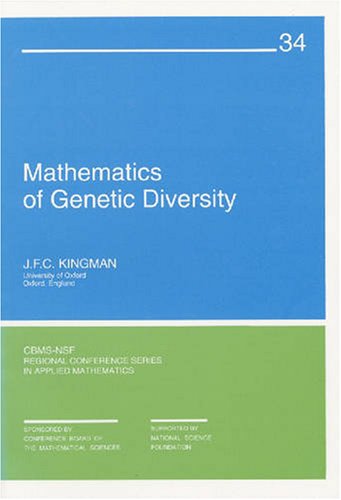 34
Mathematics
of Genetic Diversity
J.F.C. KINGMAN
University of Oxford
Oxford, England
CBMS-NSF
REGIONAL CONFERENCE SERIES
IN APPLIED MATHEMATICS
SPONSORED BY
CONFERENCE BOARD OF
THE MATHEMATICAL SCIENCES
SUPPORTED BY
NATIONAL SCIENCE
FOUNDATION